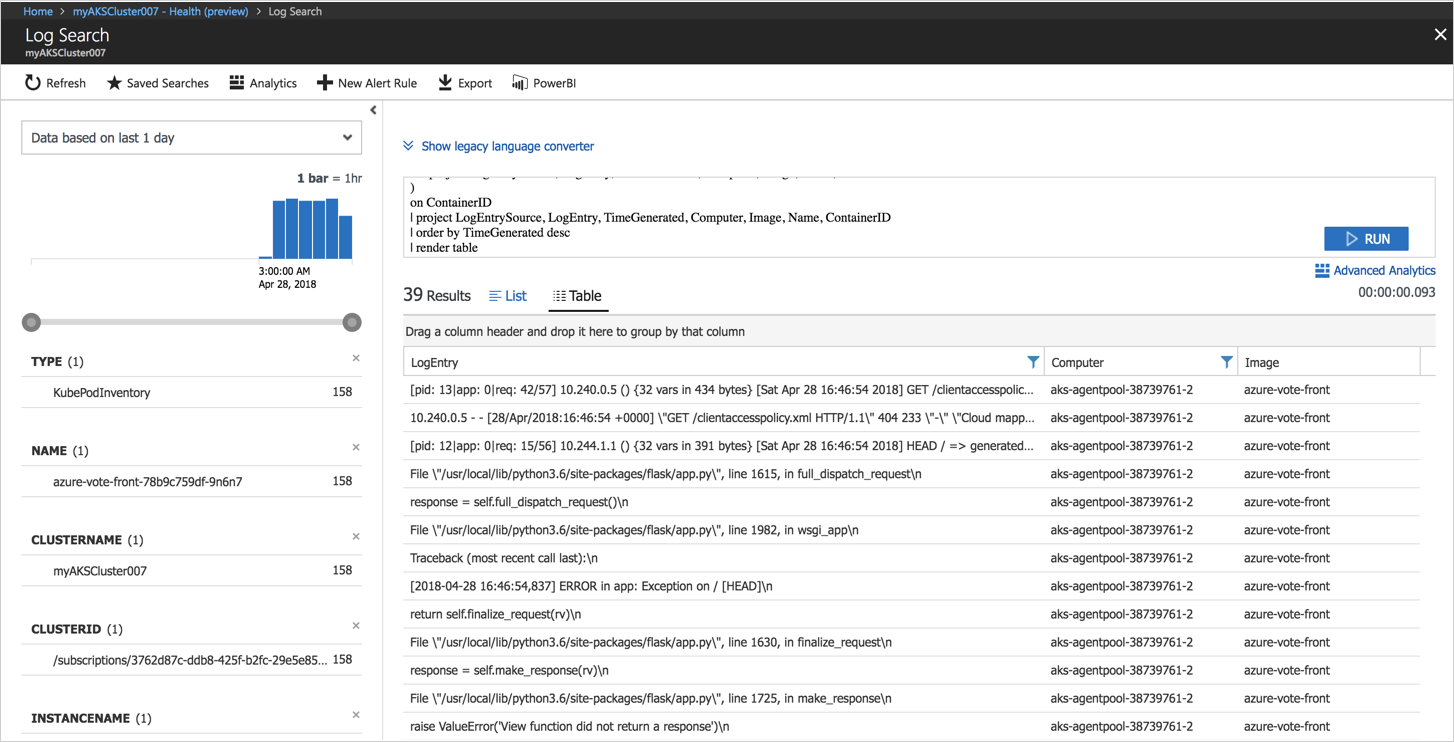 Home > myAKSCluster007 - Health (preview) > Log Search
Log Search
myAKSCluster007
Refresh Saved Searches Analytics New Alert Rule Export PowerBI
Data based on last 1 day
1 bar = 1hr
3:00:00 AM
Apr 28, 2018
TYPE (1)
KubePodInventory 158
NAME (1)
azure-vote-front-78b9c759df-9n6n7 158
CLUSTERNAME (1)
myAKSCluster007 158
CLUSTERID (1)
/subscriptions/3762d87c-ddb8-425f-b2fc-29e5e85... 158
INSTANCENAME (1)
Show legacy language converter
)
on ContainerID
| project LogEntrySource, LogEntry, TimeGenerated, Computer, Image, Name, ContainerID
| order by TimeGenerated desc
| render table
RUN
Advanced Analytics
39 Results List Table
00:00:00.093
Drag a column header and drop it here to group by that column
LogEntry Computer Image
[pid: 13|app: 0|req: 42/57] 10.240.0.5 () {32 vars in 434 bytes} [Sat Apr 28 16:46:54 2018] GET /clientaccesspolic... aks-agentpool-38739761-2 azure-vote-front
10.240.0.5 - - [28/Apr/2018:16:46:54 +0000] \"GET /clientaccesspolicy.xml HTTP/1.1\" 404 233 \"-\" \"Cloud mapp... aks-agentpool-38739761-2 azure-vote-front
[pid: 12|app: 0|req: 15/56] 10.244.1.1 () {32 vars in 391 bytes} [Sat Apr 28 16:46:54 2018] HEAD / => generated... aks-agentpool-38739761-2 azure-vote-front
File \"/usr/local/lib/python3.6/site-packages/flask/app.py\", line 1615, in full_dispatch_request\n aks-agentpool-38739761-2 azure-vote-front
response = self.full_dispatch_request()\n aks-agentpool-38739761-2 azure-vote-front
File \"/usr/local/lib/python3.6/site-packages/flask/app.py\", line 1982, in wsgi_app\n aks-agentpool-38739761-2 azure-vote-front
Traceback (most recent call last):\n aks-agentpool-38739761-2 azure-vote-front
[2018-04-28 16:46:54,837] ERROR in app: Exception on / [HEAD]\n aks-agentpool-38739761-2 azure-vote-front
return self.finalize_request(rv)\n aks-agentpool-38739761-2 azure-vote-front
File \"/usr/local/lib/python3.6/site-packages/flask/app.py\", line 1630, in finalize_request\n aks-agentpool-38739761-2 azure-vote-front
response = self.make_response(rv)\n aks-agentpool-38739761-2 azure-vote-front
File \"/usr/local/lib/python3.6/site-packages/flask/app.py\", line 1725, in make_response\n aks-agentpool-38739761-2 azure-vote-front
raise ValueError('View function did not return a response')\n aks-agentpool-38739761-2 azure-vote-front